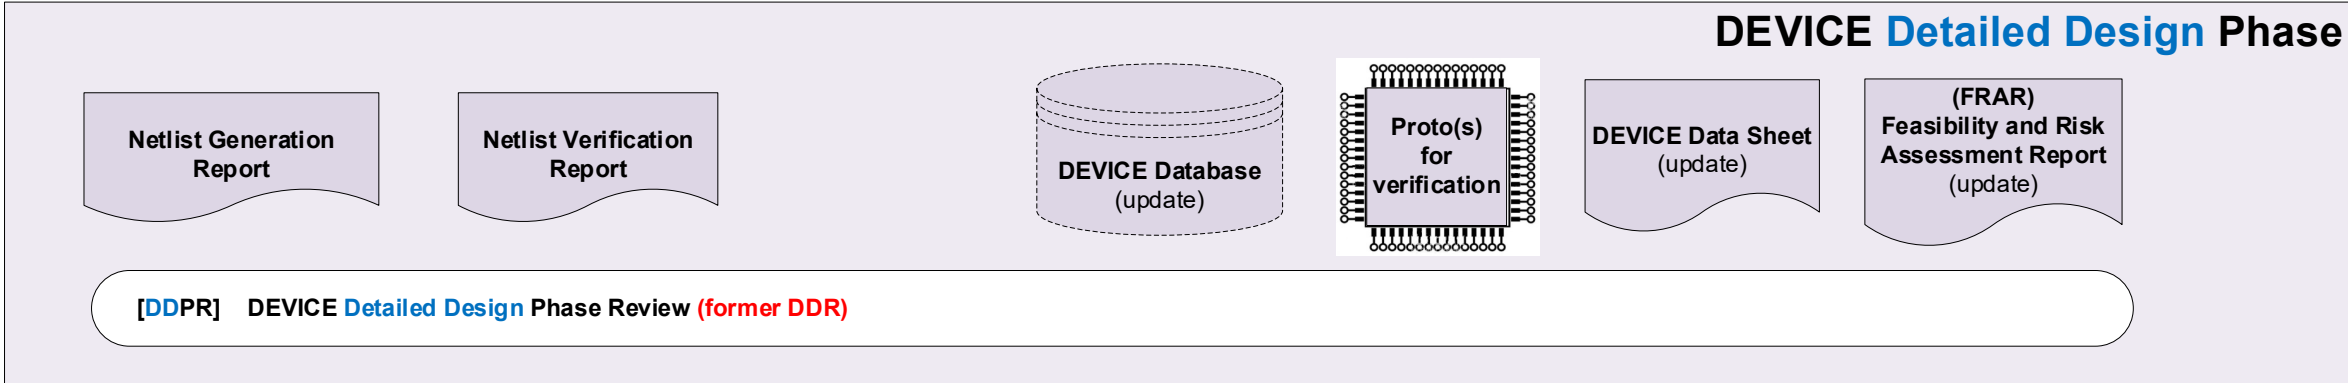 DEVICE Detailed Design Phase
Netlist Generation
Report
Netlist Verification
Report
DEVICE Database
(update)
Proto(s)
for
verification
DEVICE Data Sheet
(update)
(FRAR)
Feasibility and Risk
Assessment Report
(update)
[DDPR] DEVICE Detailed Design Phase Review (former DDR)